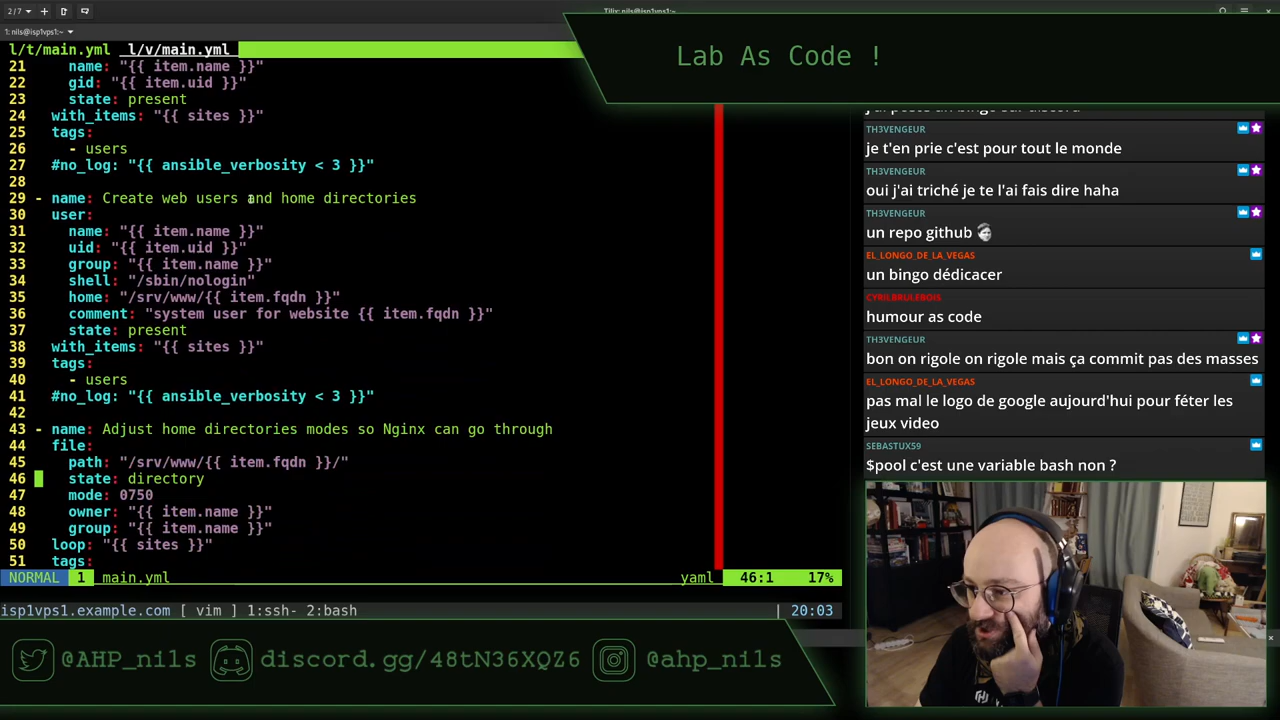 2/7
Tilix: nils@isp1vps1:~
1: nils@isp1vps1:~
l/t/main.yml l/v/main.yml
Lab As Code !
21 name: "{{ item.name }}"
22 gid: "{{ item.uid }}"
23 state: present
24 with_items: "{{ sites }}"
25 tags:
26 - users
27 #no_log: "{{ ansible_verbosity < 3 }}"
28
29 - name: Create web users and home directories
30 user:
31 name: "{{ item.name }}"
32 uid: "{{ item.uid }}"
33 group: "{{ item.name }}"
34 shell: "/sbin/nologin"
35 home: "/srv/www/{{ item.fqdn }}"
36 comment: "system user for website {{ item.fqdn }}"
37 state: present
38 with_items: "{{ sites }}"
39 tags:
40 - users
41 #no_log: "{{ ansible_verbosity < 3 }}"
42
43 - name: Adjust home directories modes so Nginx can go through
44 file:
45 path: "/srv/www/{{ item.fqdn }}/"
46 state: directory
47 mode: 0750
48 owner: "{{ item.name }}"
49 group: "{{ item.name }}"
50 loop: "{{ sites }}"
51 tags:
NORMAL 1 main.yml yaml 46:1 17%
isp1vps1.example.com [ vim ] 1:ssh- 2:bash | 20:03
TH3VENGEUR
je t'en prie c'est pour tout le monde
TH3VENGEUR
oui j'ai triché je te l'ai fais dire haha
TH3VENGEUR
un repo github
EL_LONGO_DE_LA_VEGAS
un bingo dédicacer
CYRILBRULEBOIS
humour as code
TH3VENGEUR
bon on rigole on rigole mais ça commit pas des masses
EL_LONGO_DE_LA_VEGAS
pas mal le logo de google aujourd'hui pour féter les
jeux video
SEBASTUX59
$pool c'est une variable bash non ?
@AHP_nils discord.gg/48tN36XQZ6 @ahp_nils